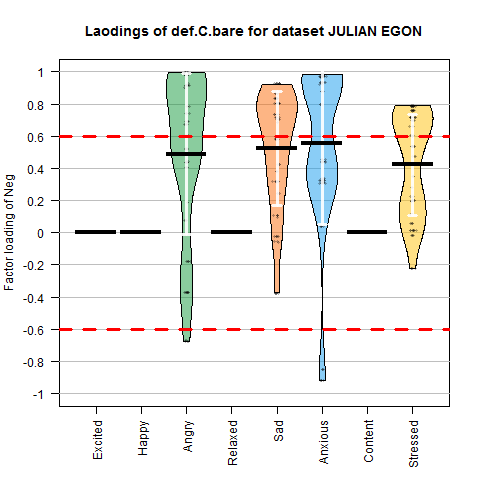 Laodings of def.C.bare for dataset JULIAN EGON
Factor loading of Neg
1
0.8
0.6
0.4
0.2
0
-0.2
-0.4
-0.6
-0.8
-1
Excited
Happy
Angry
Relaxed
Sad
Anxious
Content
Stressed